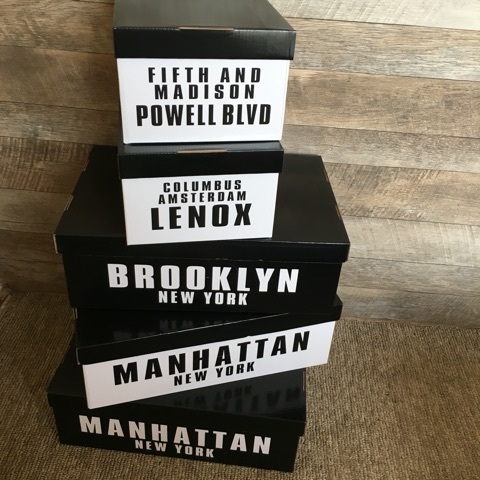 FIFTH AND
MADISON
POWELL BLVD
COLUMBUS
AMSTERDAM
LENOX
BROOKLYN
NEW YORK
MANHATTAN
NEW YORK
MANHATTAN
NEW YORK